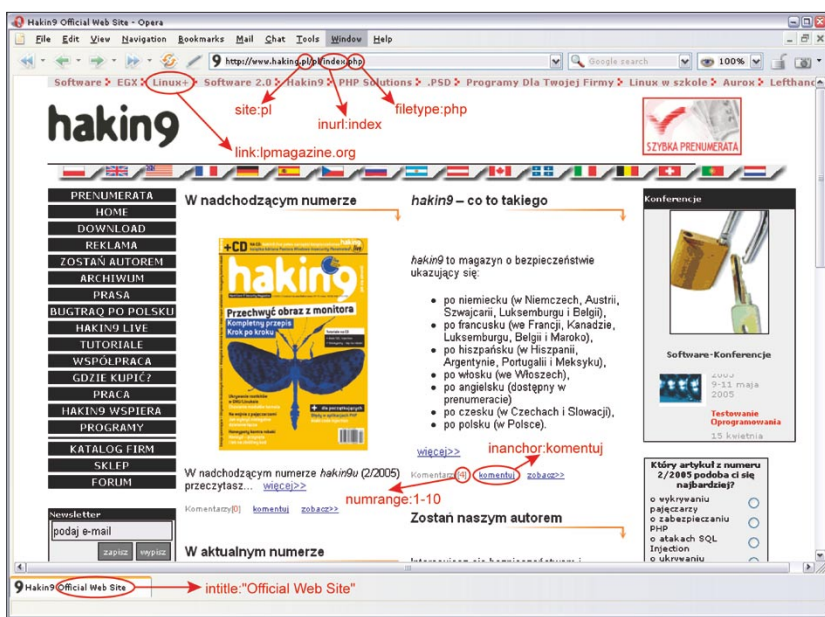 Hakin9 Official Web Site - Opera
File Edit View Navigation Bookmarks Mail Chat Tools Window Help
http://www.haking.pl/pl/index.php
Google search
100%
Software EGX Linux+ Software 2.0 Hakin9 PHP Solutions .PSD Programy Dla Twojej Firmy Linux w szkole Aurox Lefthand
site:pl
inurl:index
filetype:php
link:lpmagazine.org
hakin9
SZYBKA PRENUMERATA
PRENUMERATA
HOME
DOWNLOAD
REKLAMA
ZOSTAŃ AUTOREM
ARCHIWUM
PRASA
BUGTRAQ PO POLSKU
HAKIN9 LIVE
TUTORIALE
WSPÓŁPRACA
GDZIE KUPIĆ?
PRACA
HAKIN9 WSPIERA
PROGRAMY
KATALOG FIRM
SKLEP
FORUM
Newsletter
podaj e-mail
zapisz wypisz
W nadchodzącym numerze
+CD
hakin9
Przechwyć obraz z monitora
Kompletny przepis
Krok po kroku
W nadchodzącym numerze hakin9u (2/2005)
przeczytasz... więcej>>
Komentarzy[0] komentuj zobacz>>
W aktualnym numerze
hakin9 – co to takiego
hakin9 to magazyn o bezpieczeństwie
ukazujący się:
po niemiecku (w Niemczech, Austrii,
Szwajcarii, Luksemburgu i Belgii),
po francusku (we Francji, Kanadzie,
Luksemburgu, Belgii i Maroko),
po hiszpańsku (w Hiszpanii,
Argentynie, Portugalii i Meksyku),
po włosku (we Włoszech),
po angielsku (dostępny w
prenumeracie)
po czesku (w Czechach i Słowacji),
po polsku (w Polsce).
więcej>>
inanchor:komentuj
Komentarzy[4] komentuj zobacz>>
numrange:1-10
Zostań naszym autorem
Konferencje
Software-Konferencje
2005
9-11 maja
2005
Testowanie
Oprogramowania
15 kwietnia
Który artykuł z numeru
2/2005 podoba ci się
najbardziej?
o wykrywaniu
pajęczarzy
o zabezpieczaniu
PHP
o atakach SQL
Injection
o ukrywaniu
Hakin9 Official Web Site
intitle:"Official Web Site"